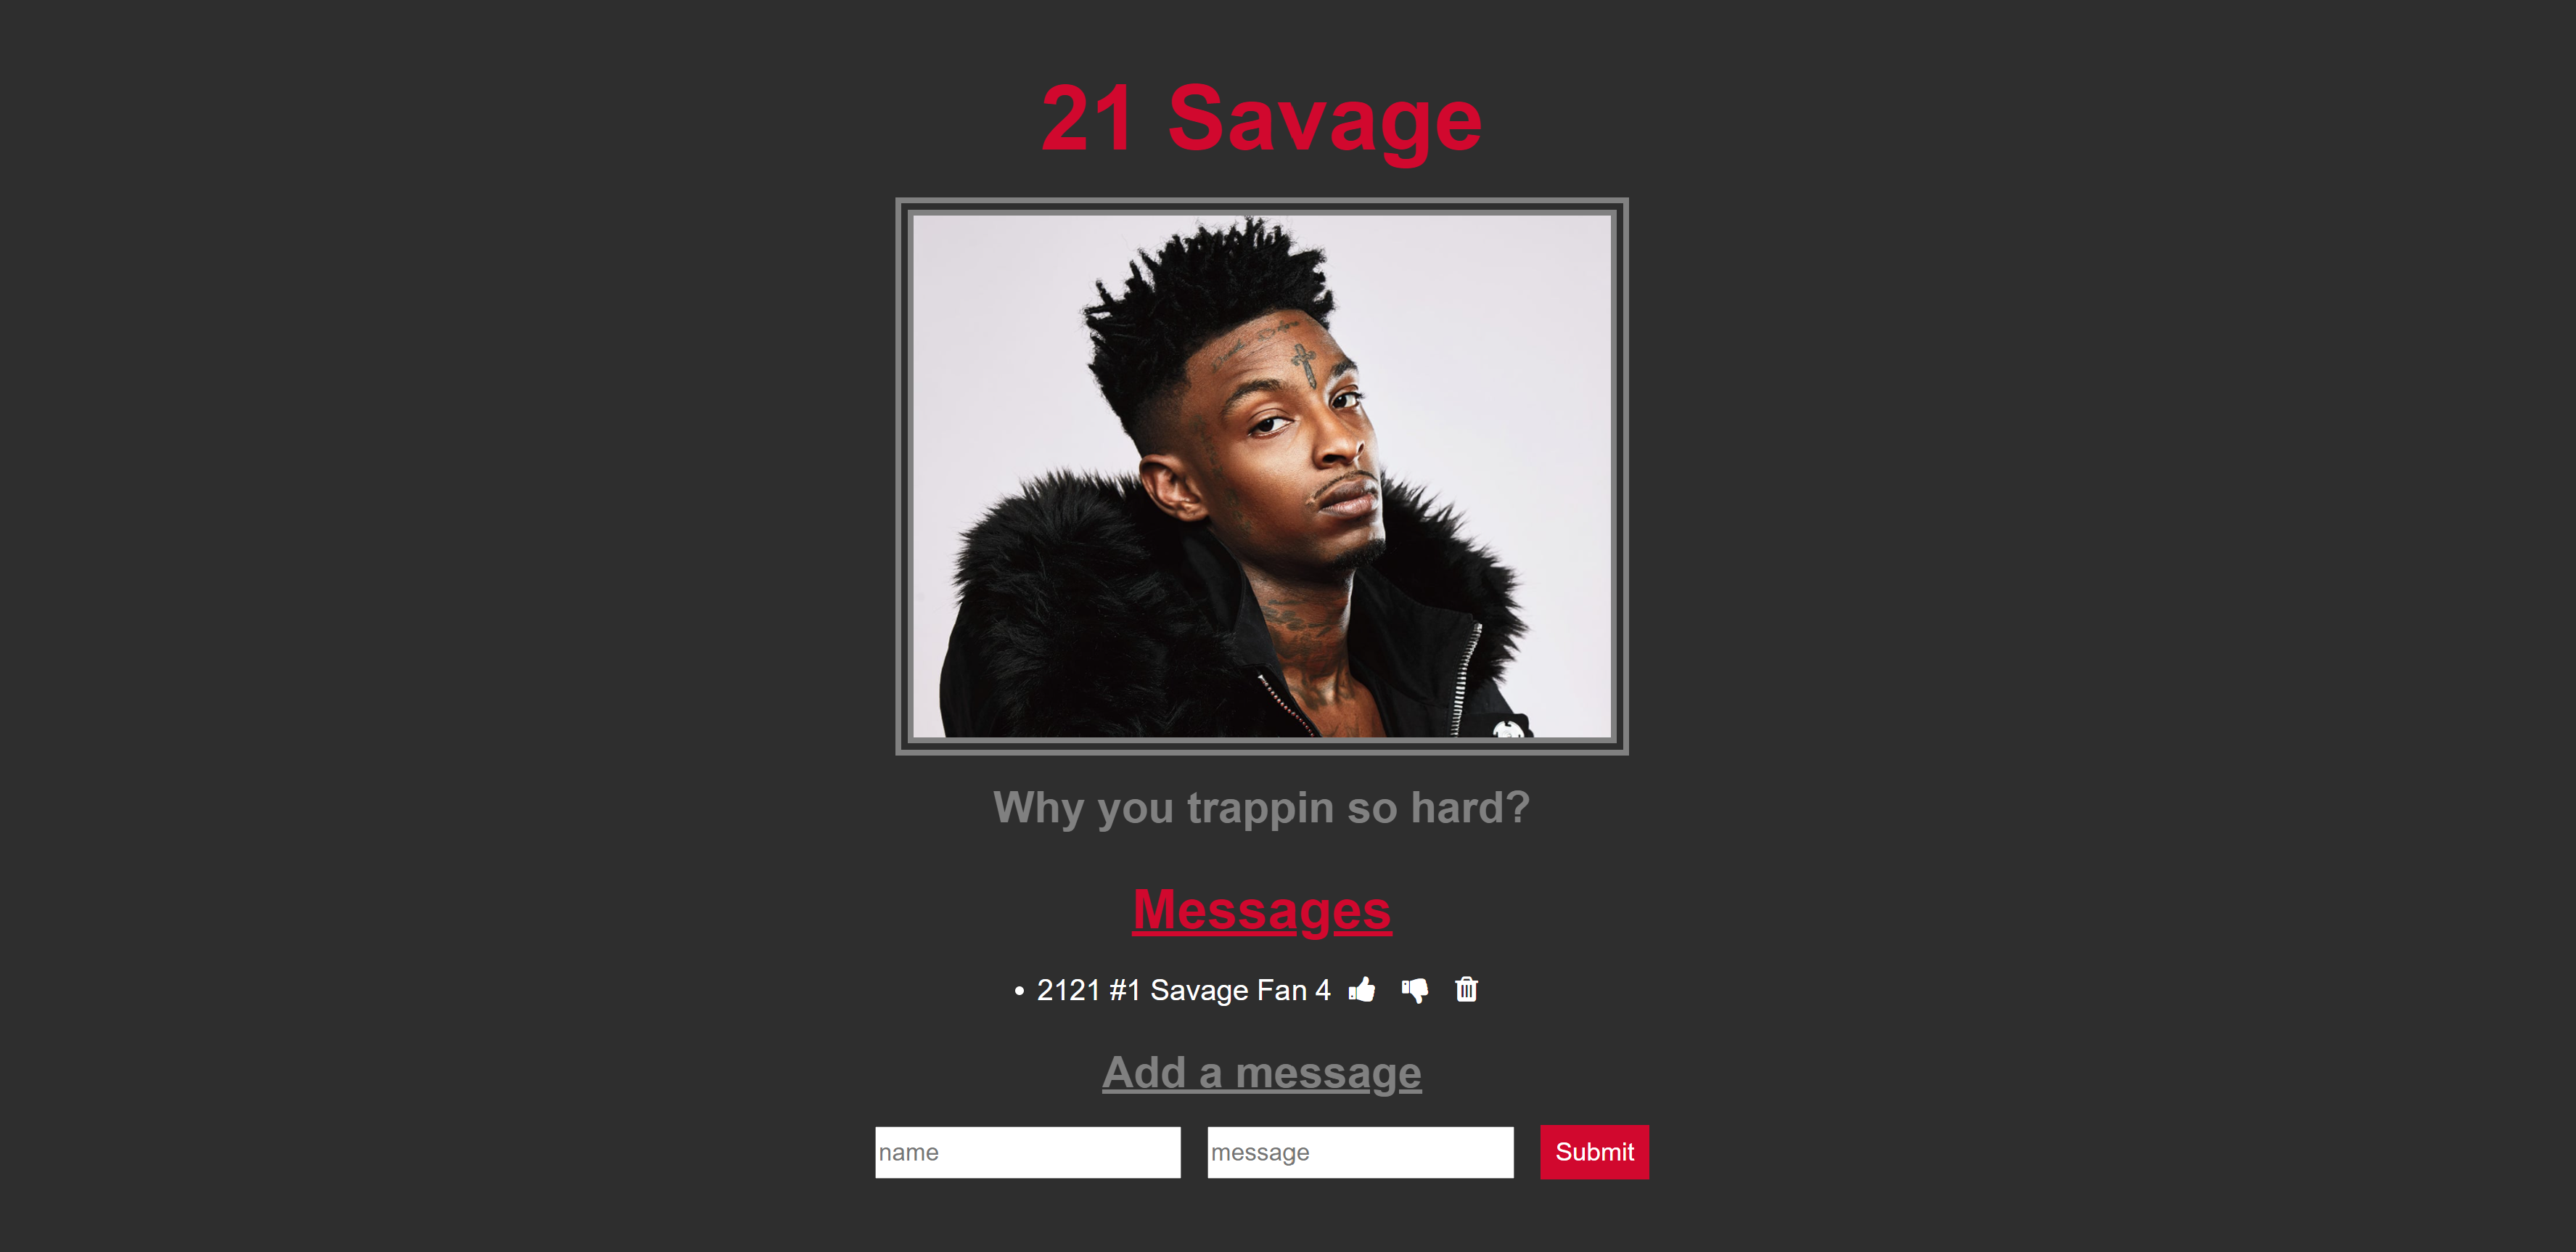 21 Savage
Why you trappin so hard?
Messages
• 2121 #1 Savage Fan 4
Add a message
name message Submit